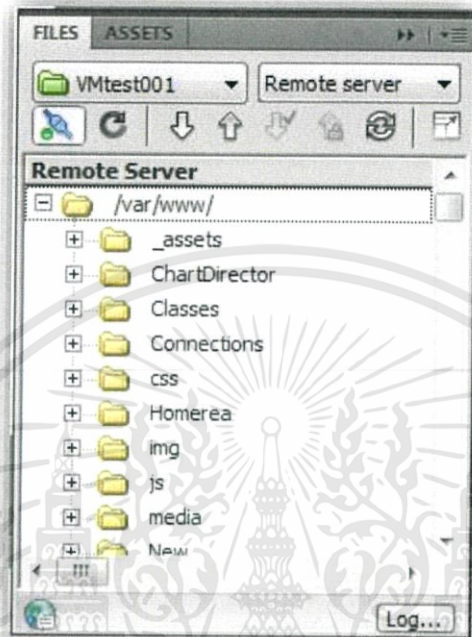 FILES ASSETS
VMtest001 Remote server
Remote Server
/var/www/
_assets
ChartDirector
Classes
Connections
css
Homerea
img
js
media
New
Log...